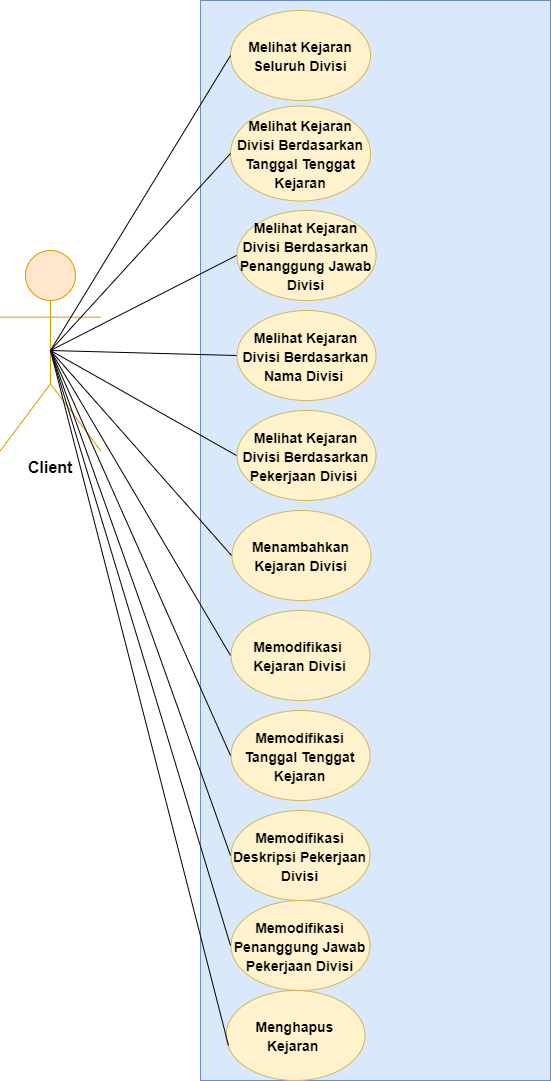 Melihat Kejaran
Seluruh Divisi
Melihat Kejaran
Divisi Berdasarkan
Tanggal Tenggat
Kejaran
Melihat Kejaran
Divisi Berdasarkan
Penanggung Jawab
Divisi
Melihat Kejaran
Divisi Berdasarkan
Nama Divisi
Melihat Kejaran
Divisi Berdasarkan
Pekerjaan Divisi
Client
Menambahkan
Kejaran Divisi
Memodifikasi
Kejaran Divisi
Memodifikasi
Tanggal Tenggat
Kejaran
Memodifikasi
Deskripsi Pekerjaan
Divisi
Memodifikasi
Penanggung Jawab
Pekerjaan Divisi
Menghapus
Kejaran